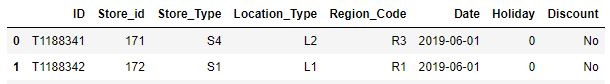 ID Store_id Store_Type Location_Type Region_Code Date Holiday Discount
0 T1188341 171 S4 L2 R3 2019-06-01 0 No
1 T1188342 172 S1 L1 R1 2019-06-01 0 No